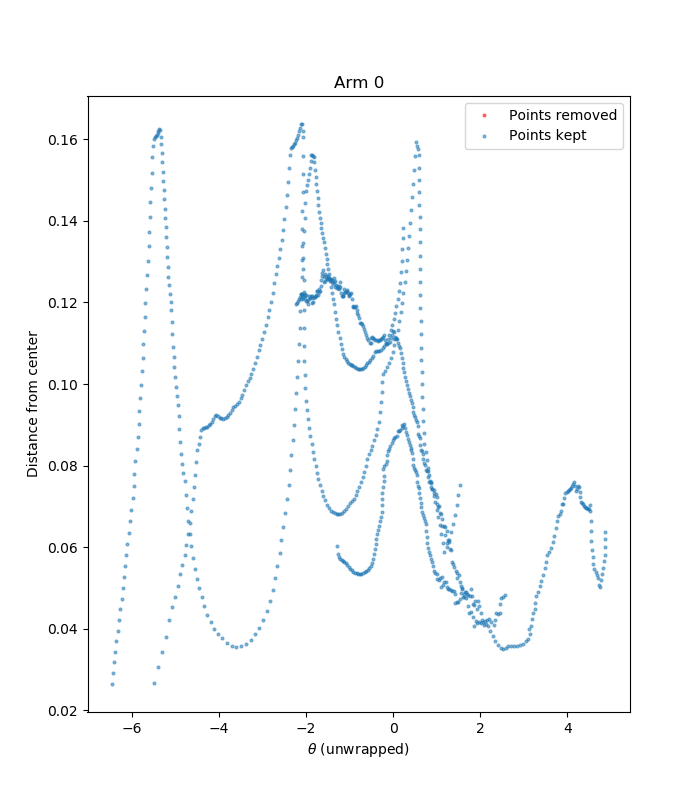 Arm 0
Points removed
Points kept
0.16
0.14
0.12
0.10
0.08
0.06
0.04
0.02
Distance from center
−6
−4
−2
0
2
4
θ (unwrapped)